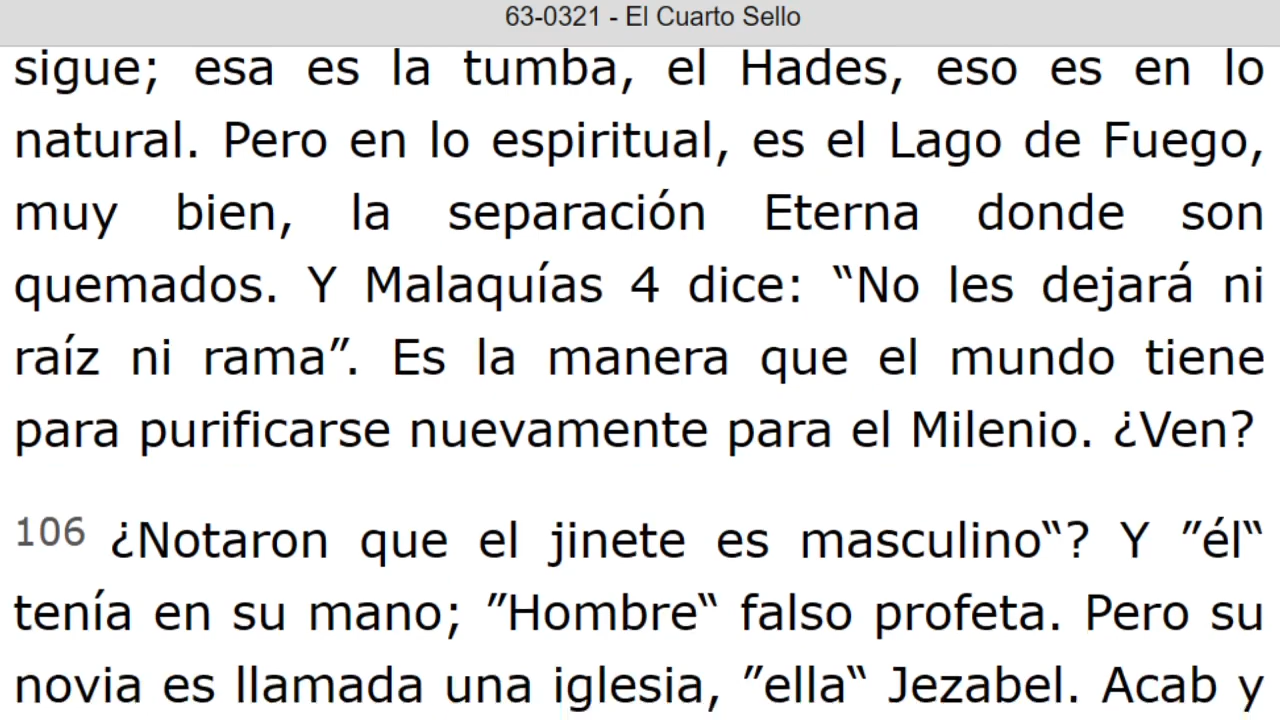 63-0321 - El Cuarto Sello
sigue; esa es la tumba, el Hades, eso es en lo
natural. Pero en lo espiritual, es el Lago de Fuego,
muy bien, la separación Eterna donde son
quemados. Y Malaquías 4 dice: “No les dejará ni
raíz ni rama”. Es la manera que el mundo tiene
para purificarse nuevamente para el Milenio. ¿Ven?
106 ¿Notaron que el jinete es masculino“? Y ”él“
tenía en su mano; ”Hombre“ falso profeta. Pero su
novia es llamada una iglesia, ”ella“ Jezabel. Acab y